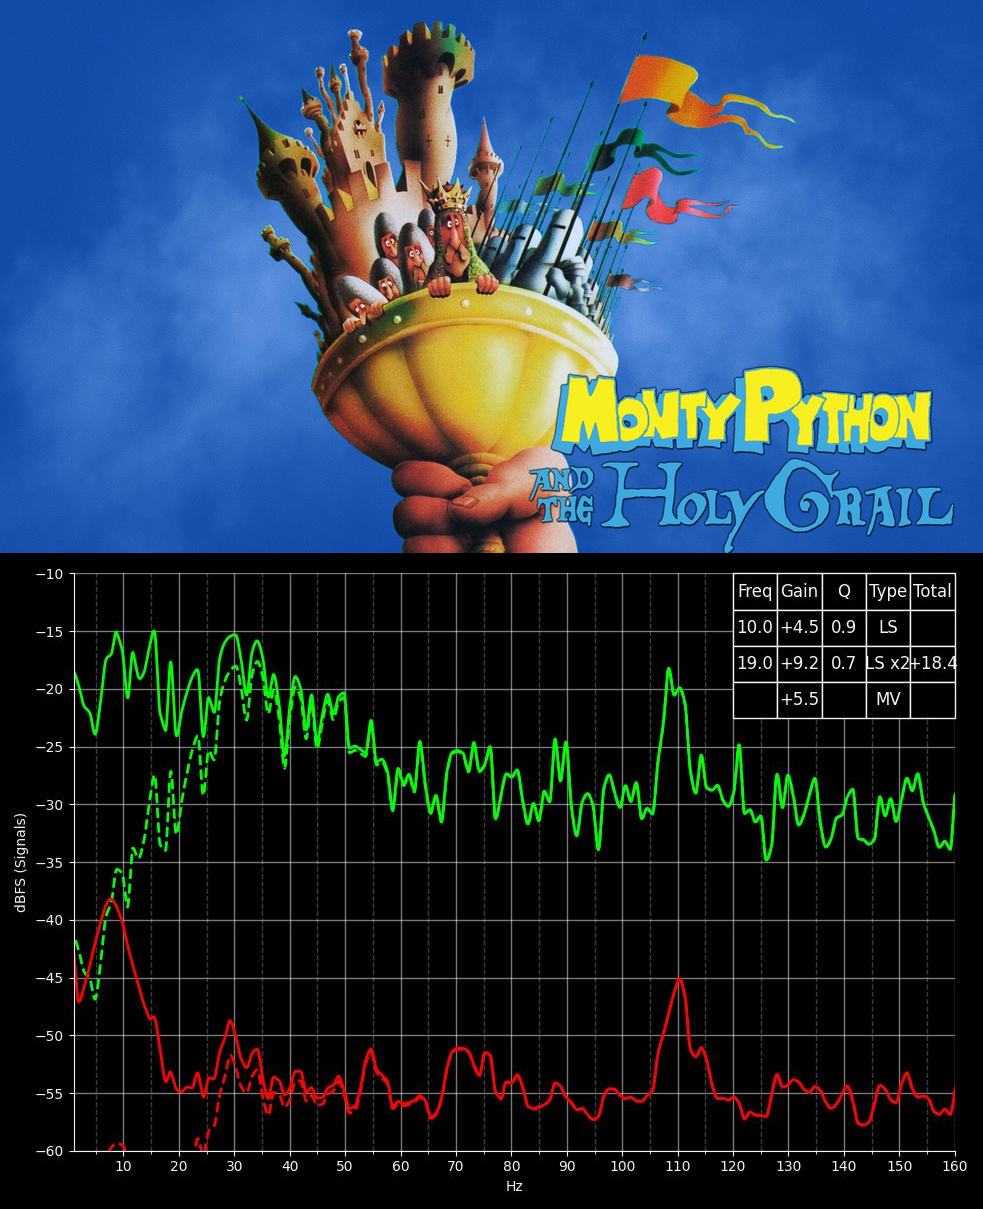 MONTY PYTHON
AND THE HOLY GRAIL
Freq Gain Q Type Total
10.0 +4.5 0.9 LS
19.0 +9.2 0.7 LS x2 +18.4
+5.5 MV
−10
−15
−20
−25
−30
−35
−40
−45
−50
−55
−60
dBFS (Signals)
10 20 30 40 50 60 70 80 90 100 110 120 130 140 150 160
Hz